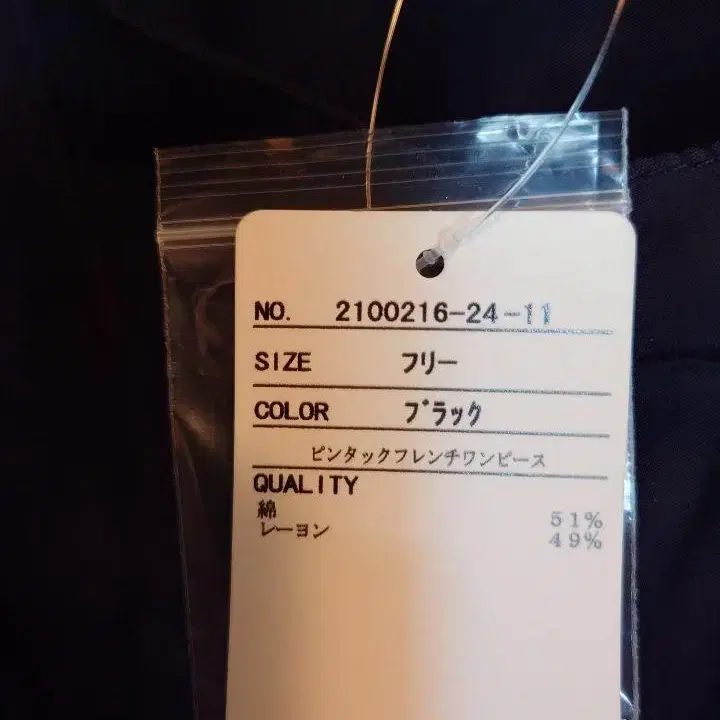 NO. 2100216-24-11
SIZE フリー
COLOR ブラック
ピンタックフレンチワンピース
QUALITY
綿 51%
レーヨン 49%